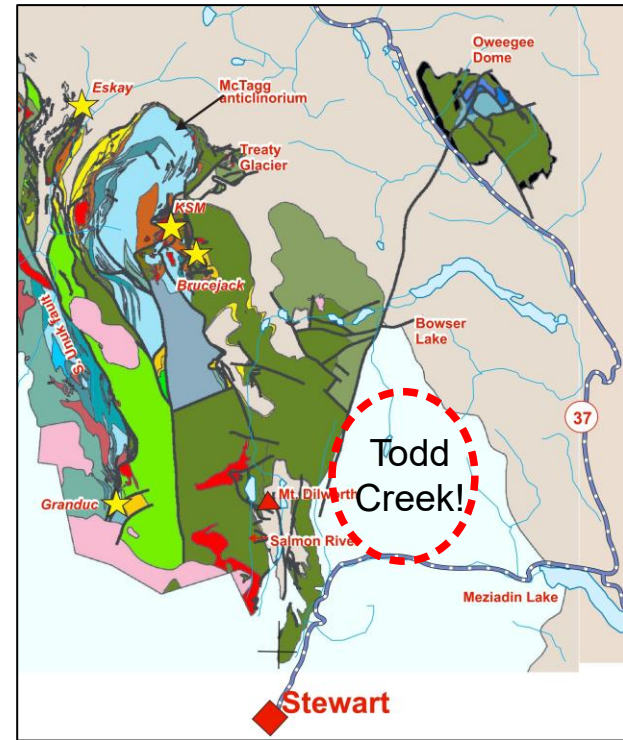 Oweegee
Dome
Eskay
McTagg
anticlinorium
Treaty
Glacier
KSM
Brucejack
S. Unuk fault
Bowser
Lake
37
Todd
Creek!
Granduc
Mt. Dilworth
Salmon River
Meziadin Lake
Stewart